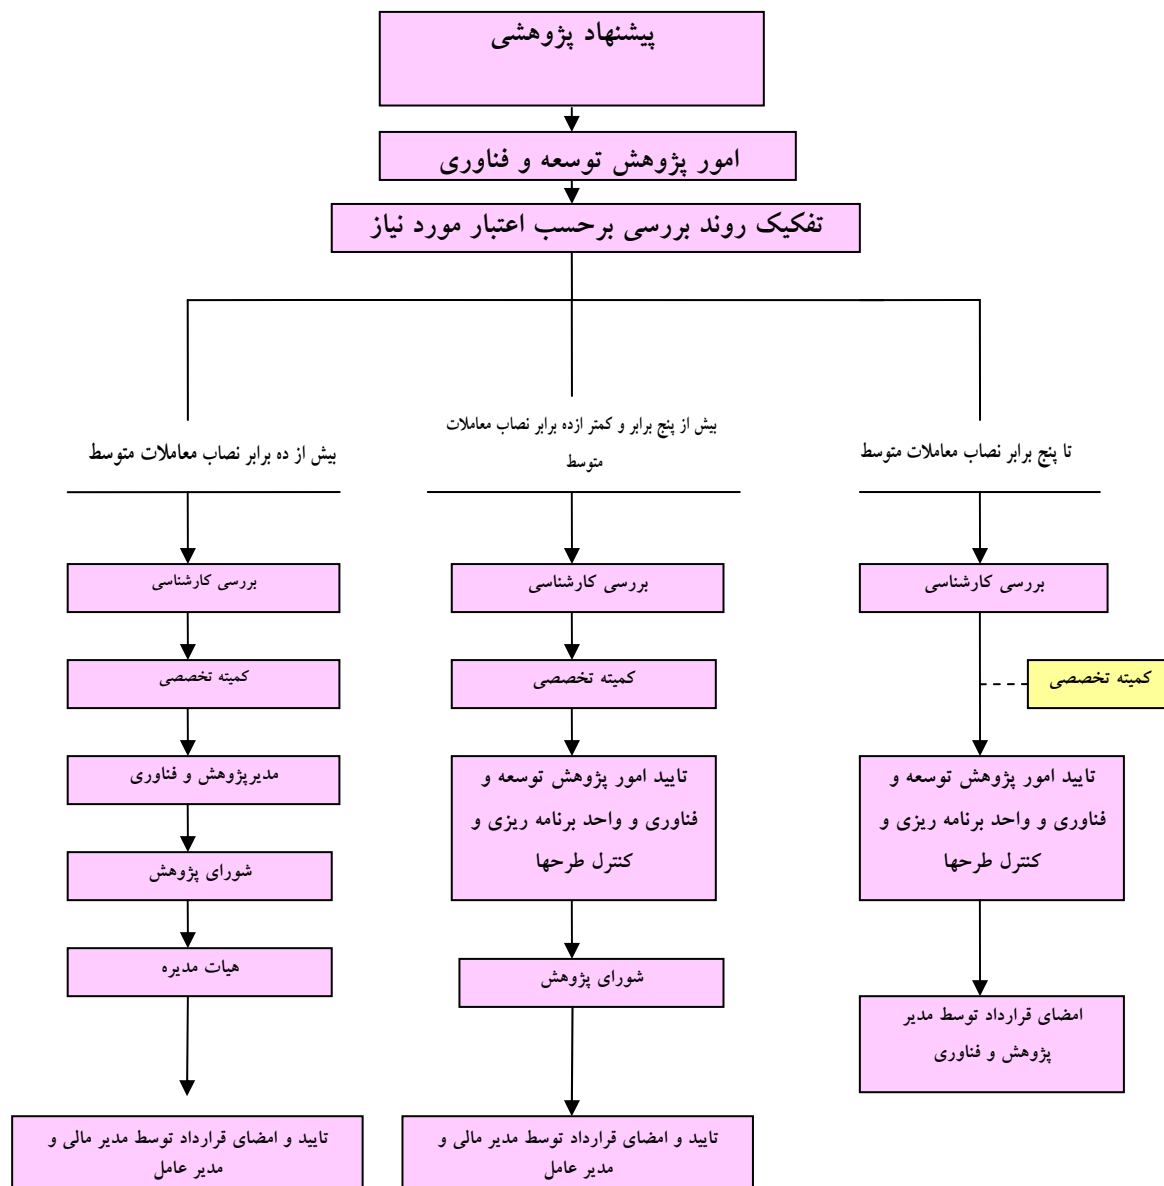 پیشنهاد پژوهشی
امور پژوهش توسعه و فناوری
تفکیک روند بررسی برحسب اعتبار مورد نیاز
تا پنج برابر نصاب معاملات متوسط
بررسی کارشناسی
کمیته تخصصی
تایید امور پژوهش توسعه و
فناوری و واحد برنامه ریزی و
کنترل طرحها
امضای قرارداد توسط مدیر
پژوهش و فناوری
بیش از پنج برابر و کمتر ازده برابر نصاب معاملات
متوسط
بررسی کارشناسی
کمیته تخصصی
تایید امور پژوهش توسعه و
فناوری و واحد برنامه ریزی و
کنترل طرحها
شورای پژوهش
تایید و امضای قرارداد توسط مدیر مالی و
مدیر عامل
بیش از ده برابر نصاب معاملات متوسط
بررسی کارشناسی
کمیته تخصصی
مدیرپژوهش و فناوری
شورای پژوهش
هیات مدیره
تایید و امضای قرارداد توسط مدیر مالی و
مدیر عامل